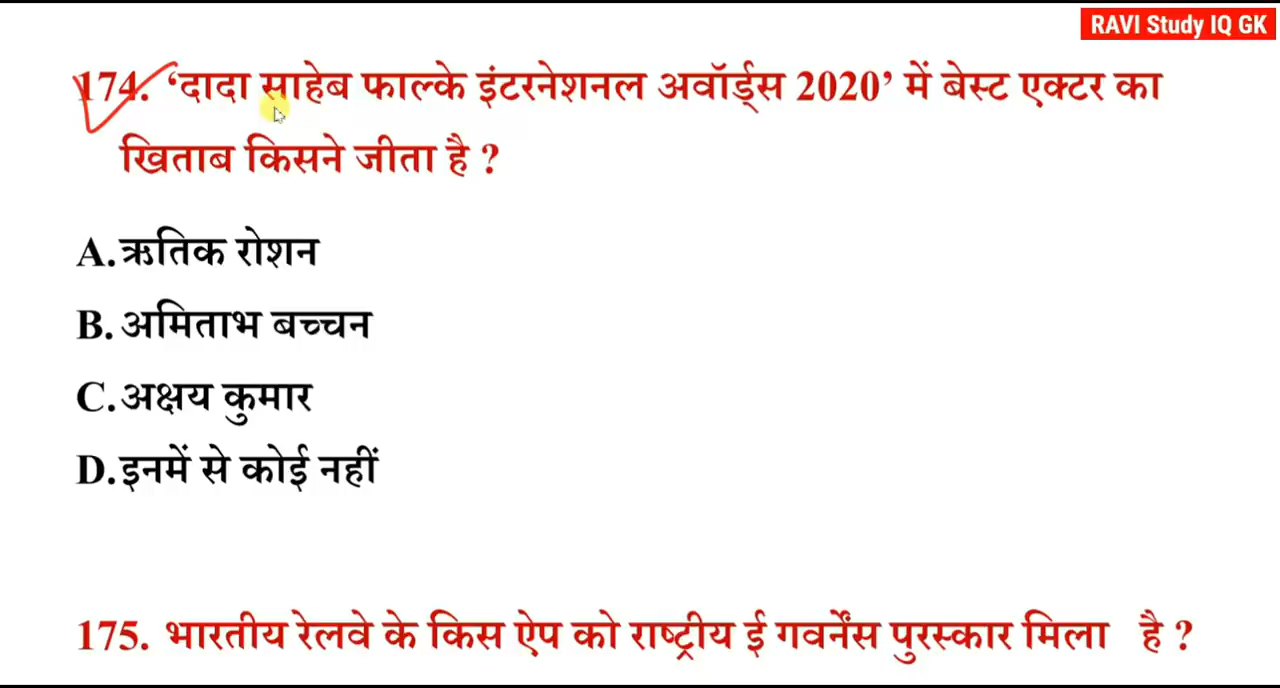 RAVI Study IQ GK
174. ‘दादा साहेब फाल्के इंटरनेशनल अवॉर्ड्स 2020’ में बेस्ट एक्टर का
खिताब किसने जीता है ?
A. ऋतिक रोशन
B. अमिताभ बच्चन
C. अक्षय कुमार
D. इनमें से कोई नहीं
175. भारतीय रेलवे के किस ऐप को राष्ट्रीय ई गवर्नेंस पुरस्कार मिला है ?